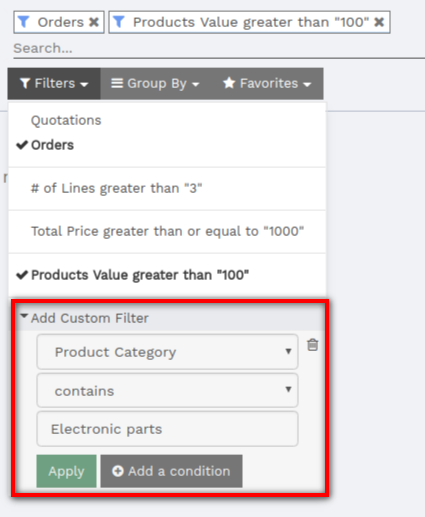 Orders ✖ Products Value greater than "100" ✖
Search...
Filters Group By Favorites
Quotations
✔ Orders
# of Lines greater than "3"
Total Price greater than or equal to "1000"
✔ Products Value greater than "100"
Add Custom Filter
Product Category
contains
Electronic parts
Apply Add a condition